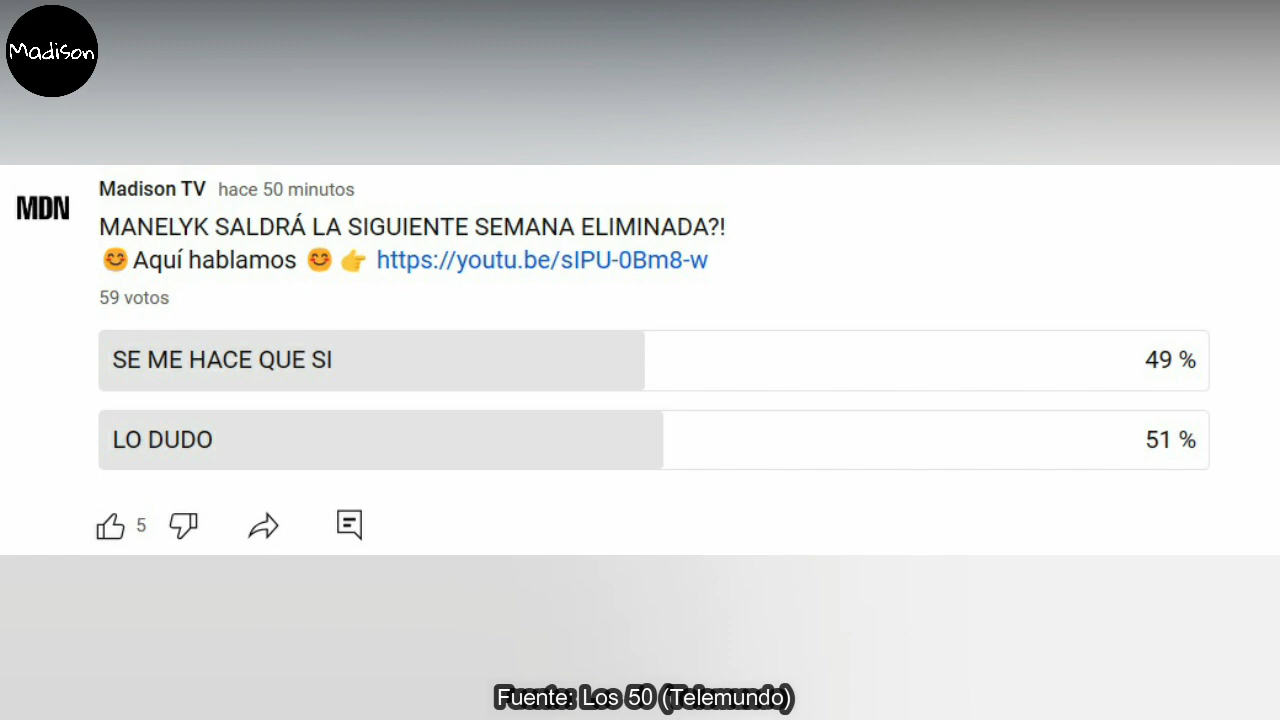 Madison
MDN
Madison TV hace 50 minutos
MANELYK SALDRÁ LA SIGUIENTE SEMANA ELIMINADA?!
😊 Aquí hablamos 😊 👉 https://youtu.be/sIPU-0Bm8-w
59 votos
SE ME HACE QUE SI 49 %
LO DUDO 51 %
5
Fuente: Los 50 (Telemundo)